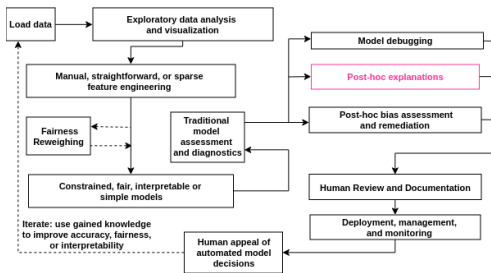 Load data
Exploratory data analysis
and visualization
Manual, straightforward, or sparse
feature engineering
Fairness
Reweighing
Constrained, fair, interpretable or
simple models
Traditional
model
assessment
and diagnostics
Model debugging
Post-hoc explanations
Post-hoc bias assessment
and remediation
Human Review and Documentation
Deployment, management,
and monitoring
Human appeal of
automated model
decisions
Iterate: use gained knowledge
to improve accuracy, fairness,
or interpretability